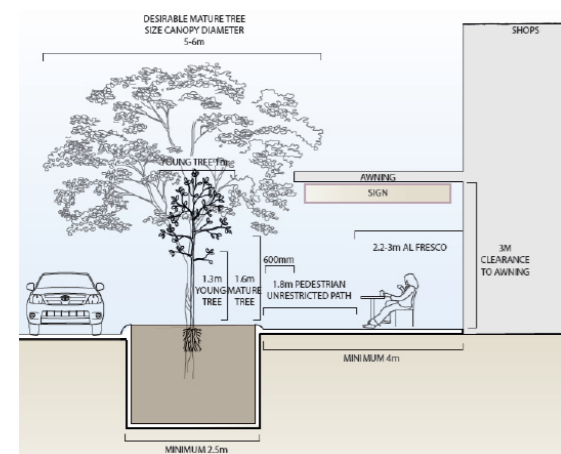 DESIRABLE MATURE TREE
SIZE CANOPY DIAMETER
5-6m
SHOPS
YOUNG TREE 1m
AWNING
SIGN
2.2-3m AL FRESCO
3M
CLEARANCE
TO AWNING
600mm
1.3m
YOUNG
TREE
1.6m
MATURE
TREE
1.8m PEDESTRIAN
UNRESTRICTED PATH
MINIMUM 4m
MINIMUM 2.5m